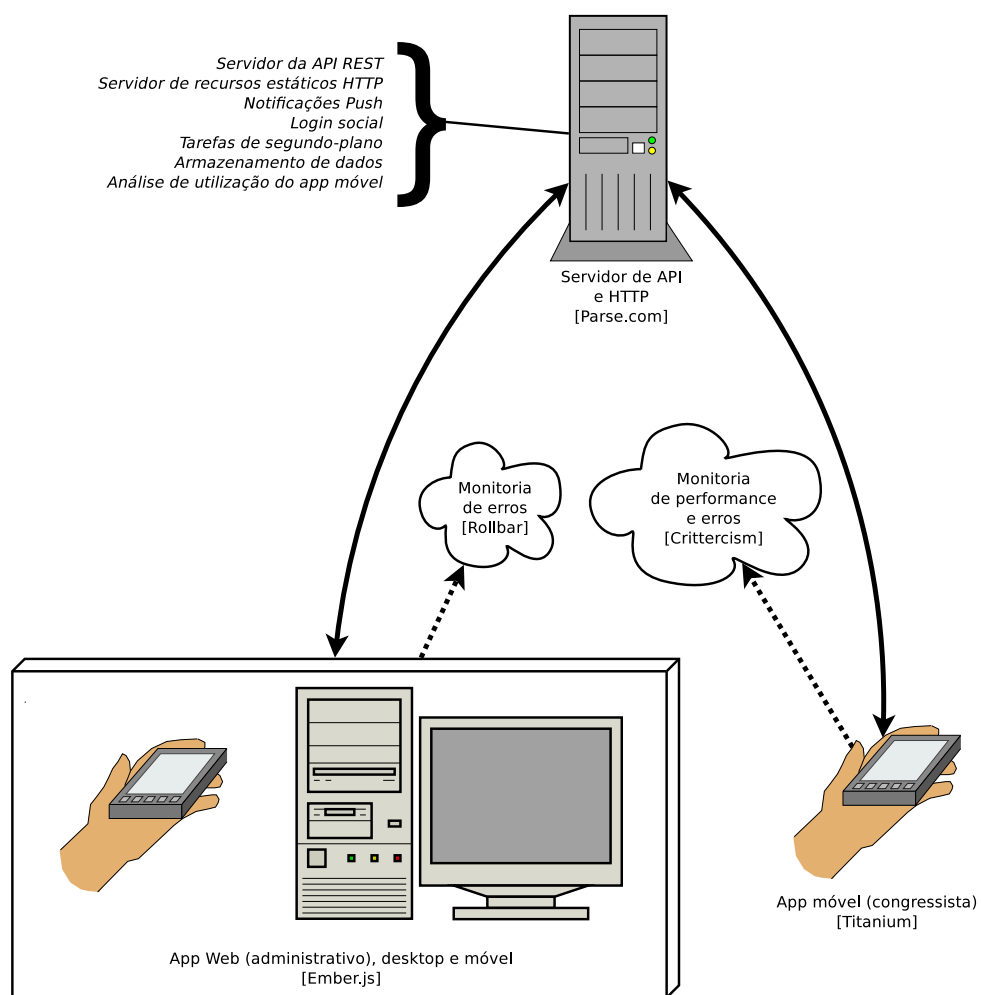 Servidor da API REST
Servidor de recursos estáticos HTTP
Notificações Push
Login social
Tarefas de segundo-plano
Armazenamento de dados
Análise de utilização do app móvel
Servidor de API
e HTTP
[Parse.com]
Monitoria
de erros
[Rollbar]
Monitoria
de performance
e erros
[Crittercism]
App móvel (congressista)
[Titanium]
App Web (administrativo), desktop e móvel
[Ember.js]